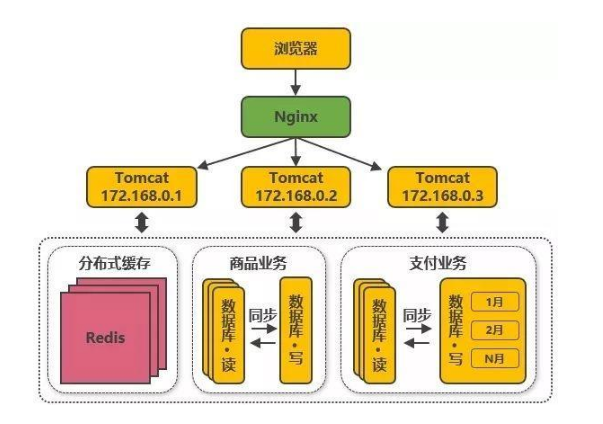 浏览器
Nginx
Tomcat
172.168.0.1
Tomcat
172.168.0.2
Tomcat
172.168.0.3
分布式缓存
Redis
商品业务
数据库·读
同步
数据库·写
支付业务
数据库·读
同步
数据库·写
1月
2月
N月